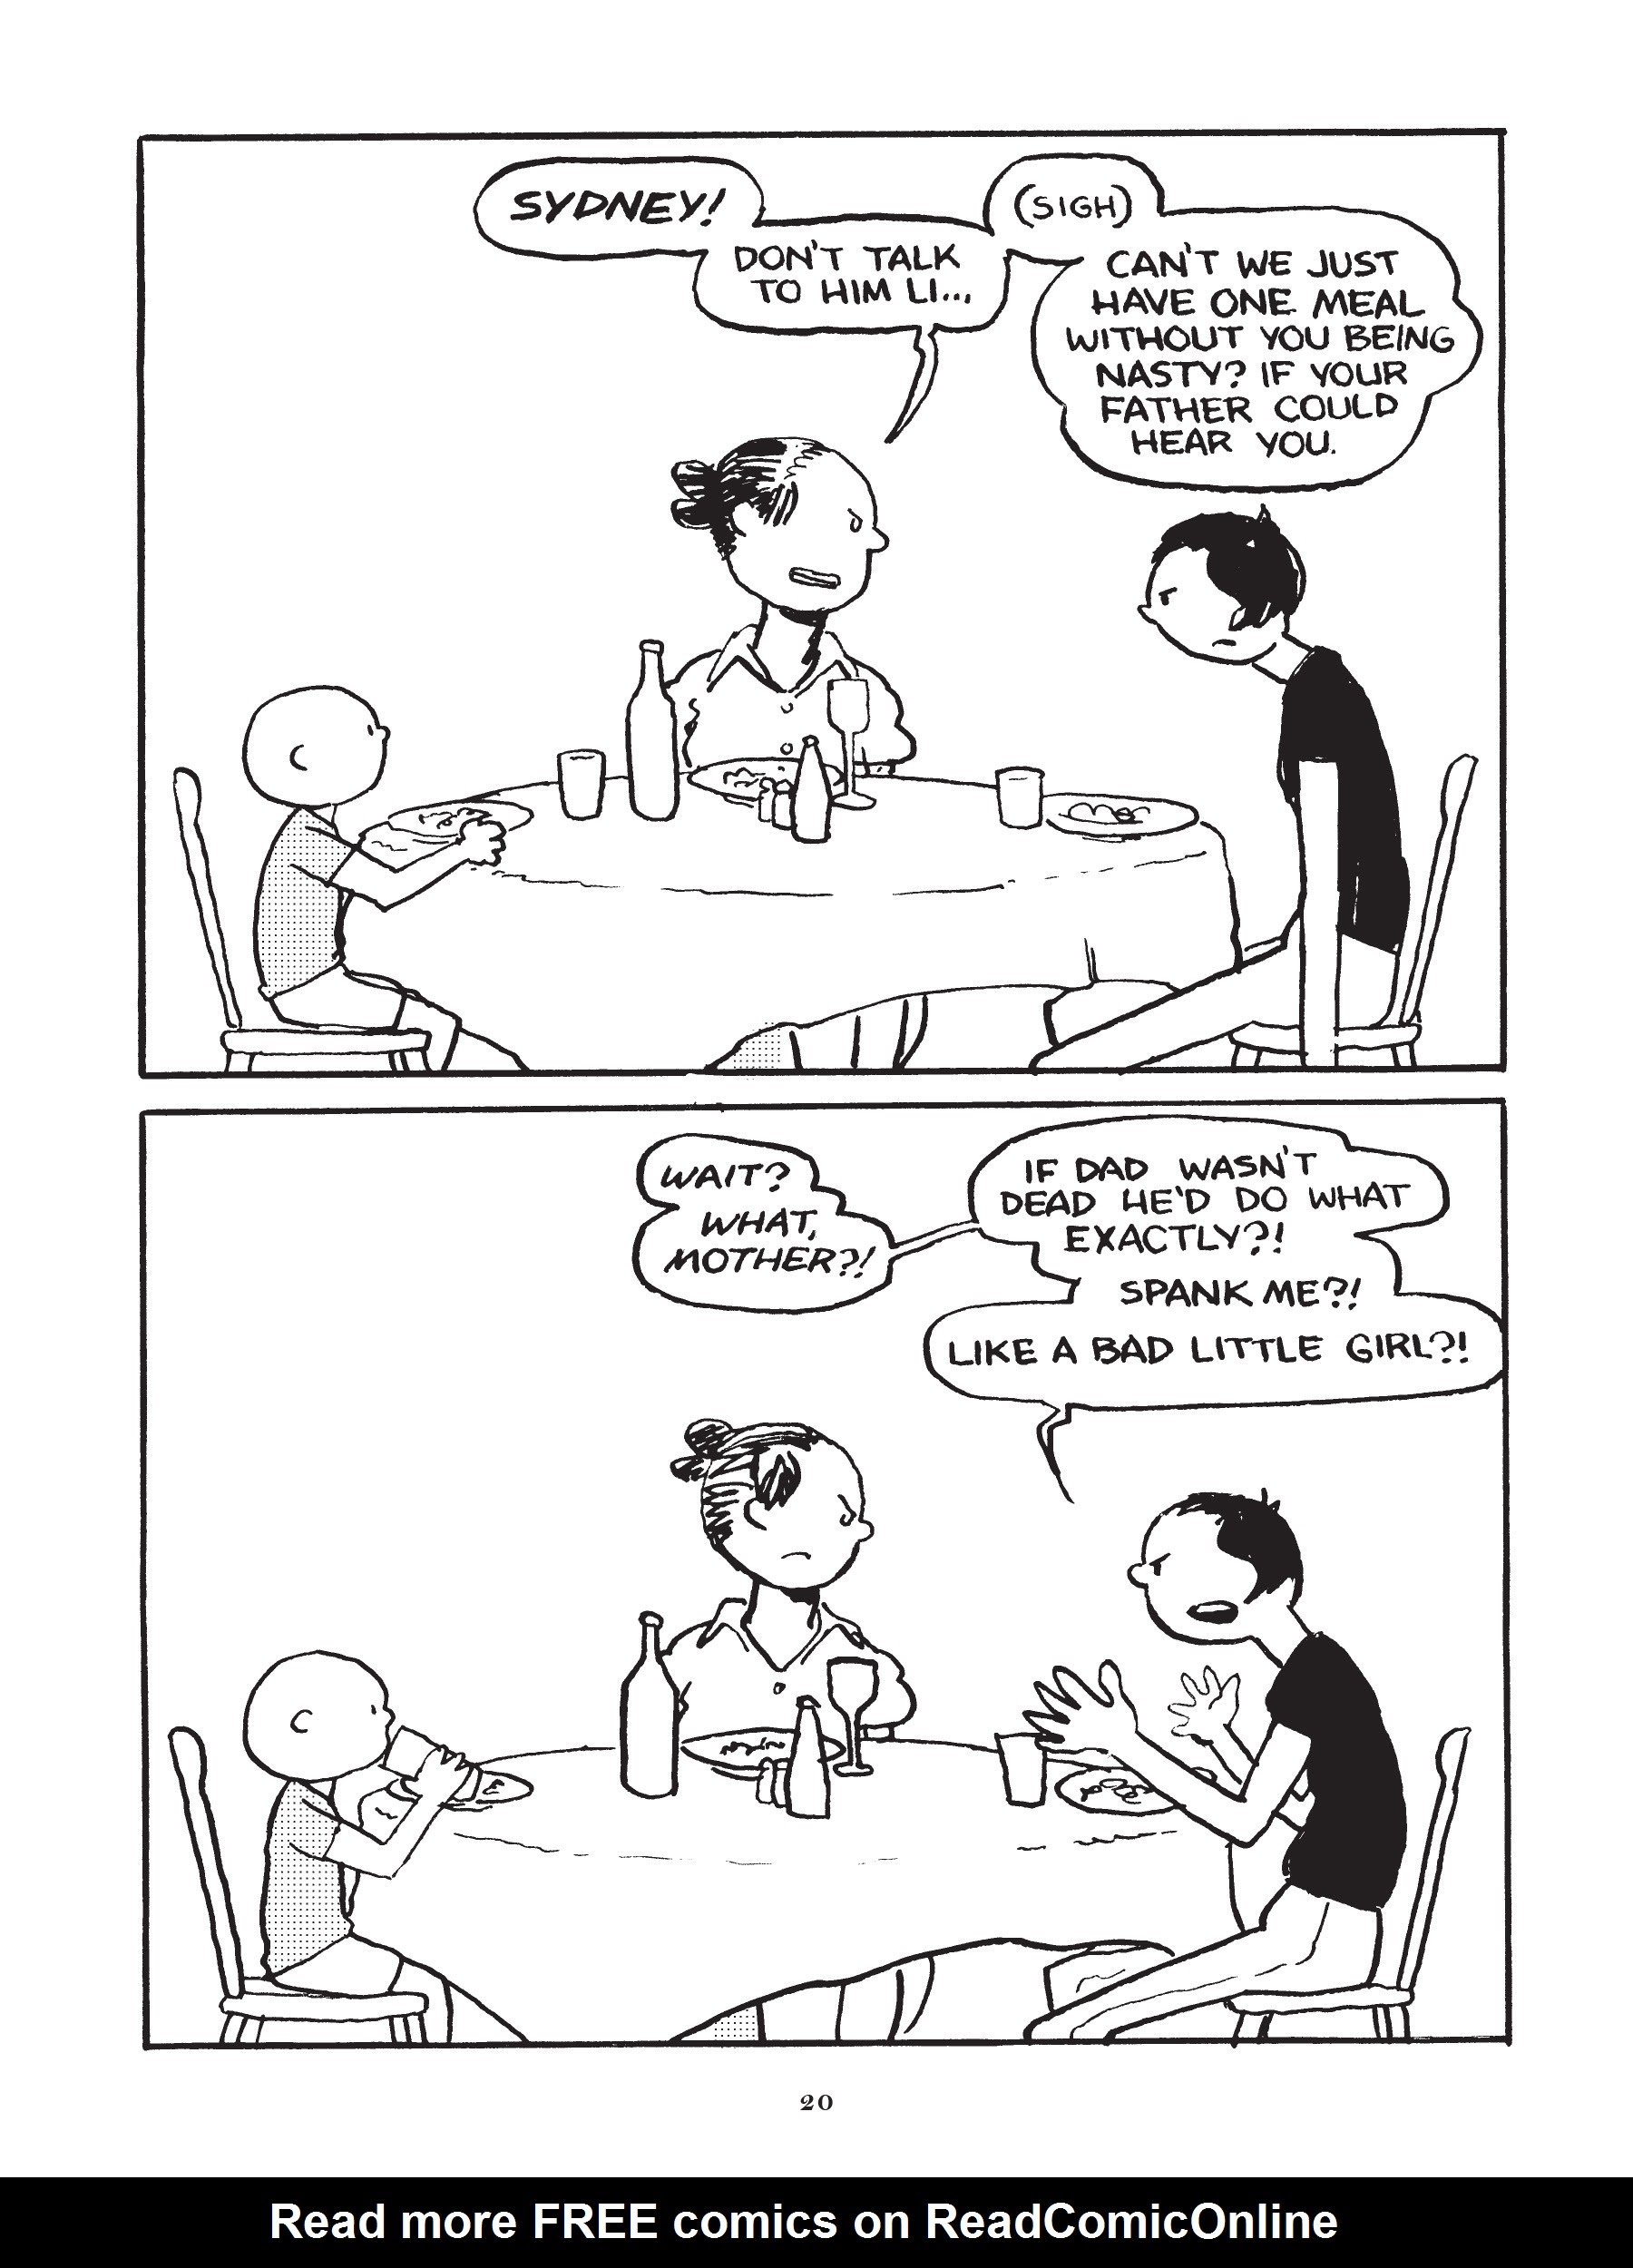 SYDNEY!
DON'T TALK
TO HIM LI...
(SIGH)
CAN'T WE JUST
HAVE ONE MEAL
WITHOUT YOU BEING
NASTY? IF YOUR
FATHER COULD
HEAR YOU.
WAIT?
WHAT,
MOTHER?!
IF DAD WASN'T
DEAD HE'D DO WHAT
EXACTLY?!
SPANK ME?!
LIKE A BAD LITTLE GIRL?!
20
Read more FREE comics on ReadComicOnline